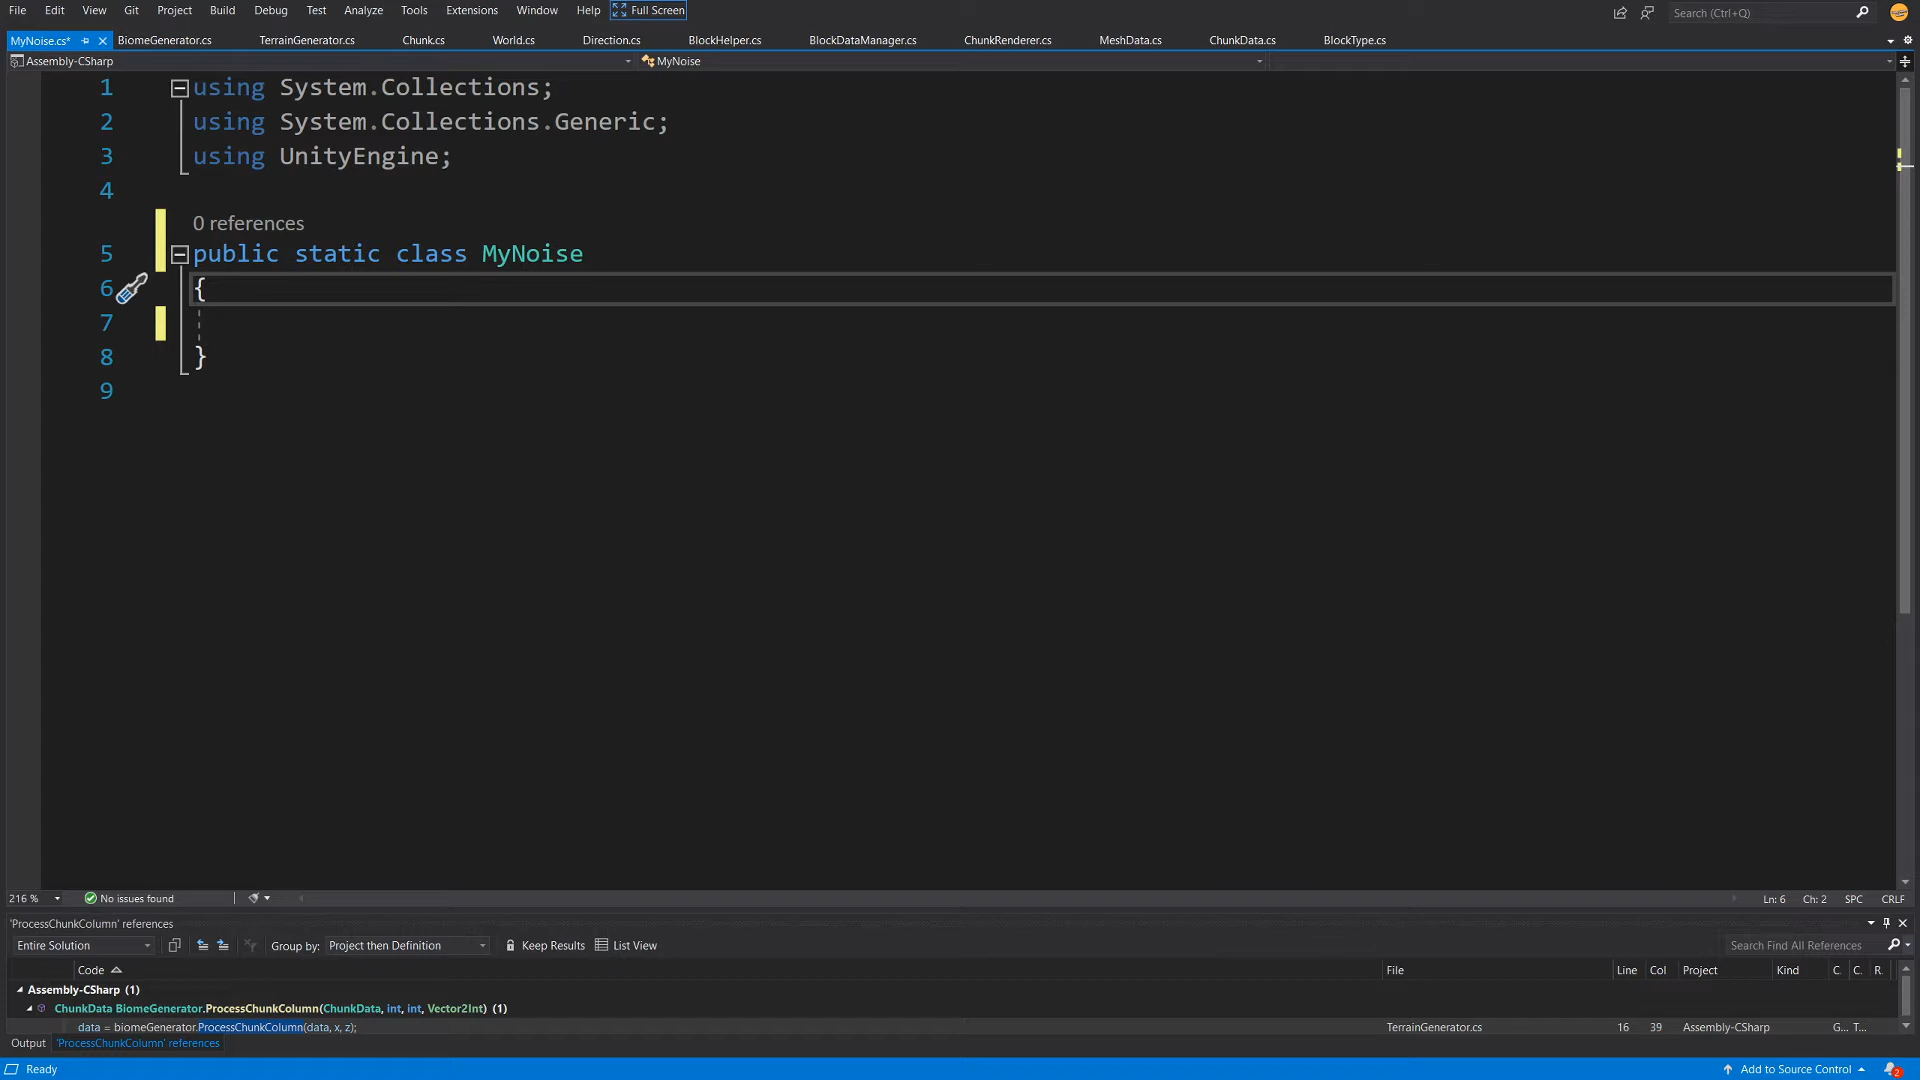 File Edit View Git Project Build Debug Test Analyze Tools Extensions Window Help Full Screen Search (Ctrl+Q)
MyNoise.cs* BiomeGenerator.cs TerrainGenerator.cs Chunk.cs World.cs Direction.cs BlockHelper.cs BlockDataManager.cs ChunkRenderer.cs MeshData.cs ChunkData.cs BlockType.cs
Assembly-CSharp MyNoise
1 using System.Collections;
2 using System.Collections.Generic;
3 using UnityEngine;
4
0 references
5 public static class MyNoise
6 {
7
8 }
9
216 % No issues found Ln: 6 Ch: 2 SPC CRLF
'ProcessChunkColumn' references
Entire Solution Group by: Project then Definition Keep Results List View Search Find All References
Code File Line Col Project Kind C. C. R.
Assembly-CSharp (1)
ChunkData BiomeGenerator.ProcessChunkColumn(ChunkData, int, int, Vector2Int) (1)
data = biomeGenerator.ProcessChunkColumn(data, x, z); TerrainGenerator.cs 16 39 Assembly-CSharp G... T...
Output 'ProcessChunkColumn' references
Ready Add to Source Control 2